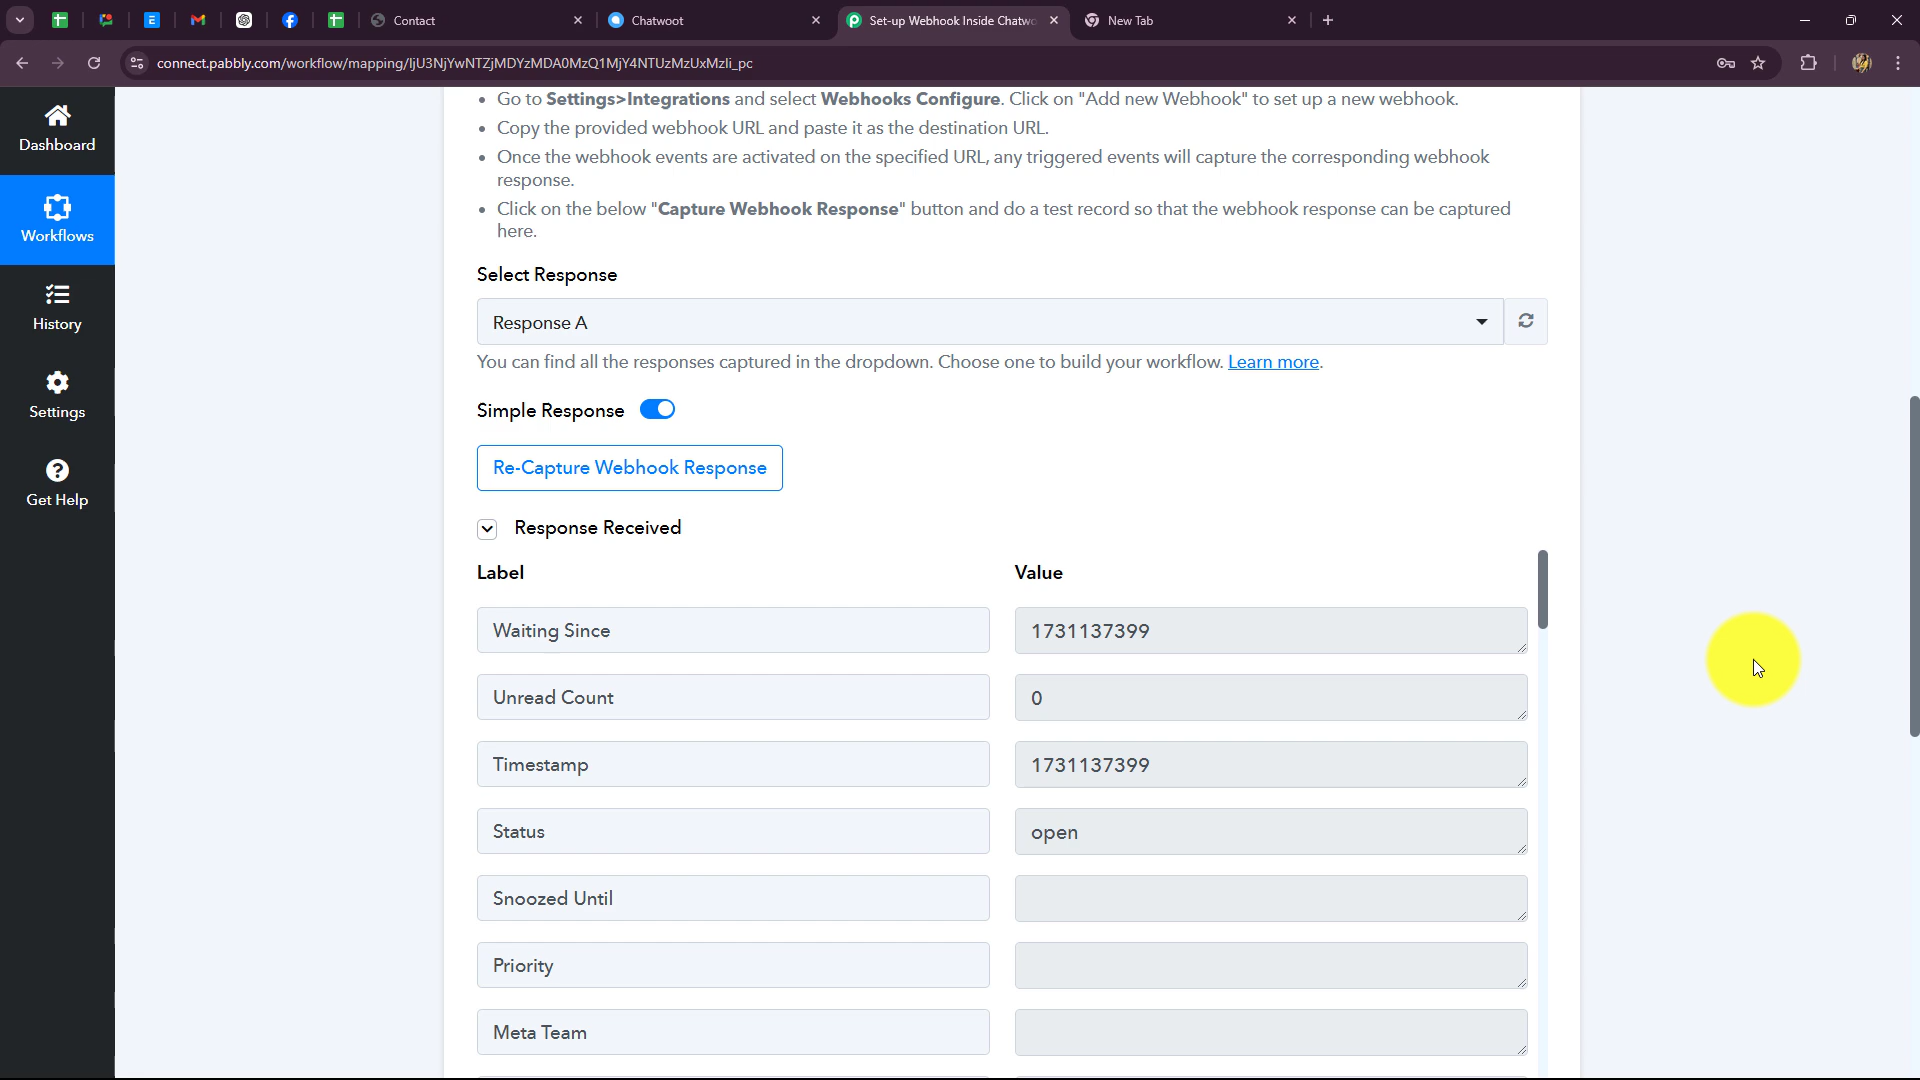 Contact
Chatwoot
Set-up Webhook Inside Chatwo
New Tab
connect.pabbly.com/workflow/mapping/IjU3NjYwNTZjMDYzMDA0MzQ1MjY4NTUzMzUxMzIi_pc
Dashboard
Workflows
History
Settings
Get Help
Go to Settings>Integrations and select Webhooks Configure. Click on "Add new Webhook" to set up a new webhook.
Copy the provided webhook URL and paste it as the destination URL.
Once the webhook events are activated on the specified URL, any triggered events will capture the corresponding webhook
response.
Click on the below "Capture Webhook Response" button and do a test record so that the webhook response can be captured
here.
Select Response
Response A
You can find all the responses captured in the dropdown. Choose one to build your workflow. Learn more.
Simple Response
Re-Capture Webhook Response
Response Received
Label Value
Waiting Since 1731137399
Unread Count 0
Timestamp 1731137399
Status open
Snoozed Until
Priority
Meta Team